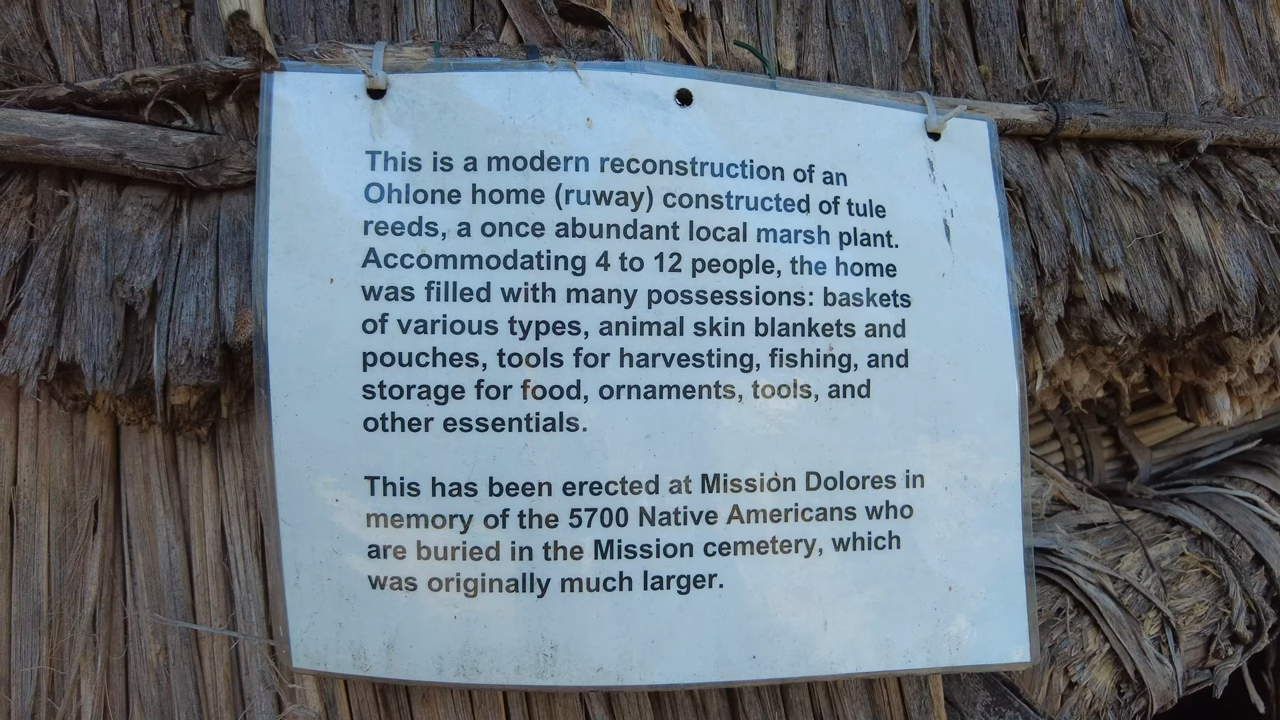 This is a modern reconstruction of an
Ohlone home (ruway) constructed of tule
reeds, a once abundant local marsh plant.
Accommodating 4 to 12 people, the home
was filled with many possessions: baskets
of various types, animal skin blankets and
pouches, tools for harvesting, fishing, and
storage for food, ornaments, tools, and
other essentials.
This has been erected at Mission Dolores in
memory of the 5700 Native Americans who
are buried in the Mission cemetery, which
was originally much larger.